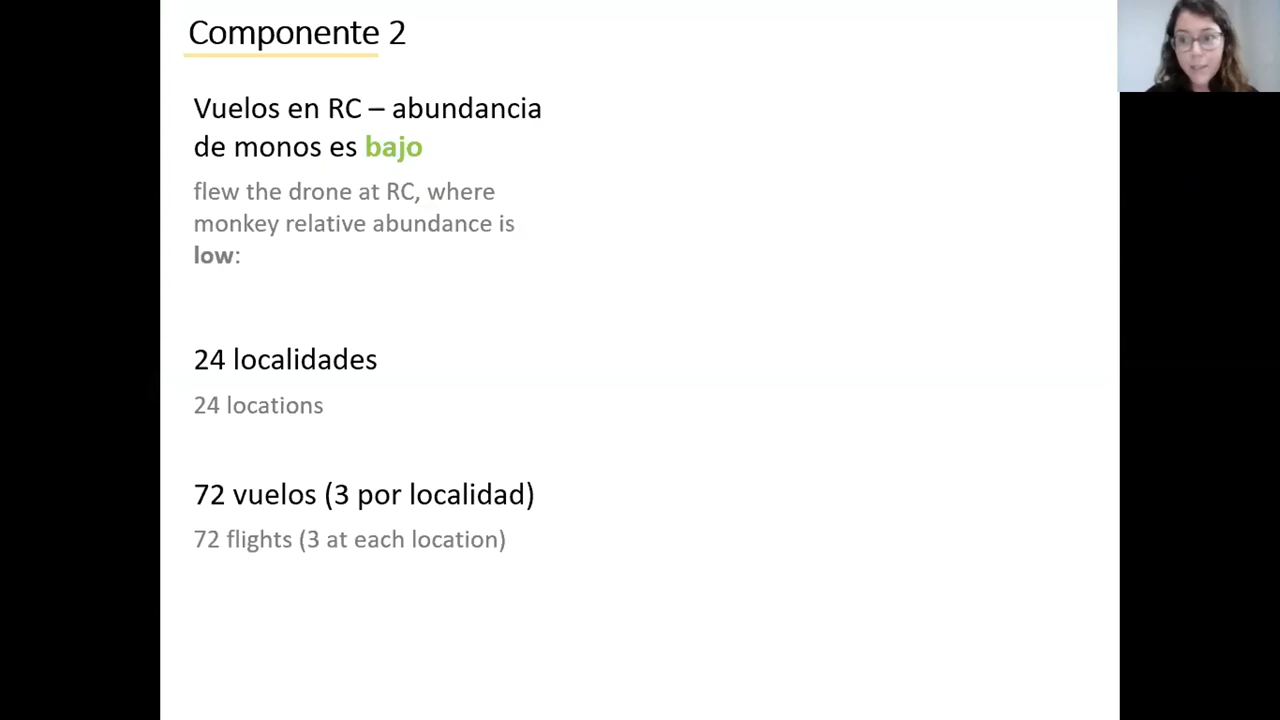 Componente 2
Vuelos en RC – abundancia
de monos es bajo
flew the drone at RC, where
monkey relative abundance is
low:
24 localidades
24 locations
72 vuelos (3 por localidad)
72 flights (3 at each location)